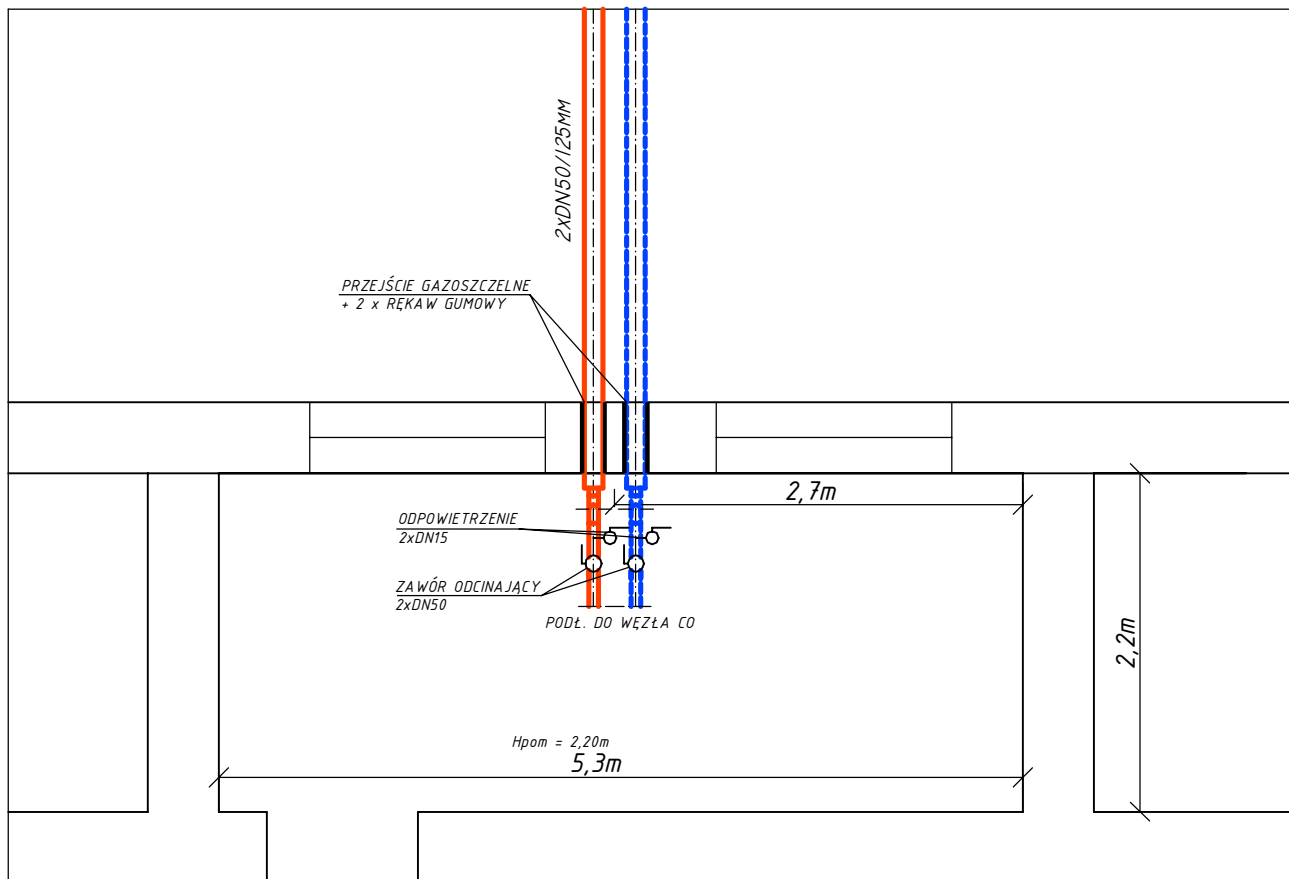 2xDN50/125MM
PRZEJŚCIE GAZOSZCZELNE
+ 2 x RĘKAW GUMOWY
2,7m
ODPOWIETRZENIE
2xDN15
ZAWÓR ODCINAJĄCY
2xDN50
PODŁ. DO WĘZŁA CO
2,2m
Hpom = 2,20m
5,3m